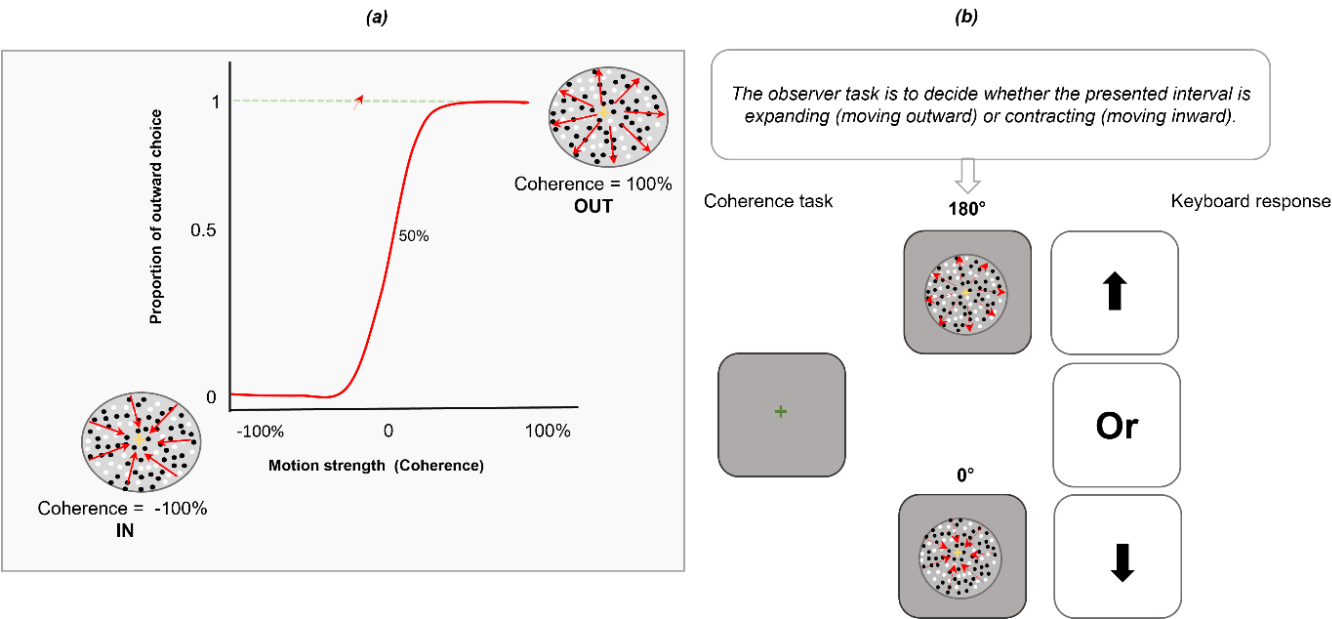 (a)
1
Proportion of outward choice
0.5
50%
0
-100%
0
100%
Motion strength (Coherence)
Coherence = 100%
OUT
Coherence = -100%
IN
(b)
The observer task is to decide whether the presented interval is
expanding (moving outward) or contracting (moving inward).
Coherence task
180°
Keyboard response
Or
0°